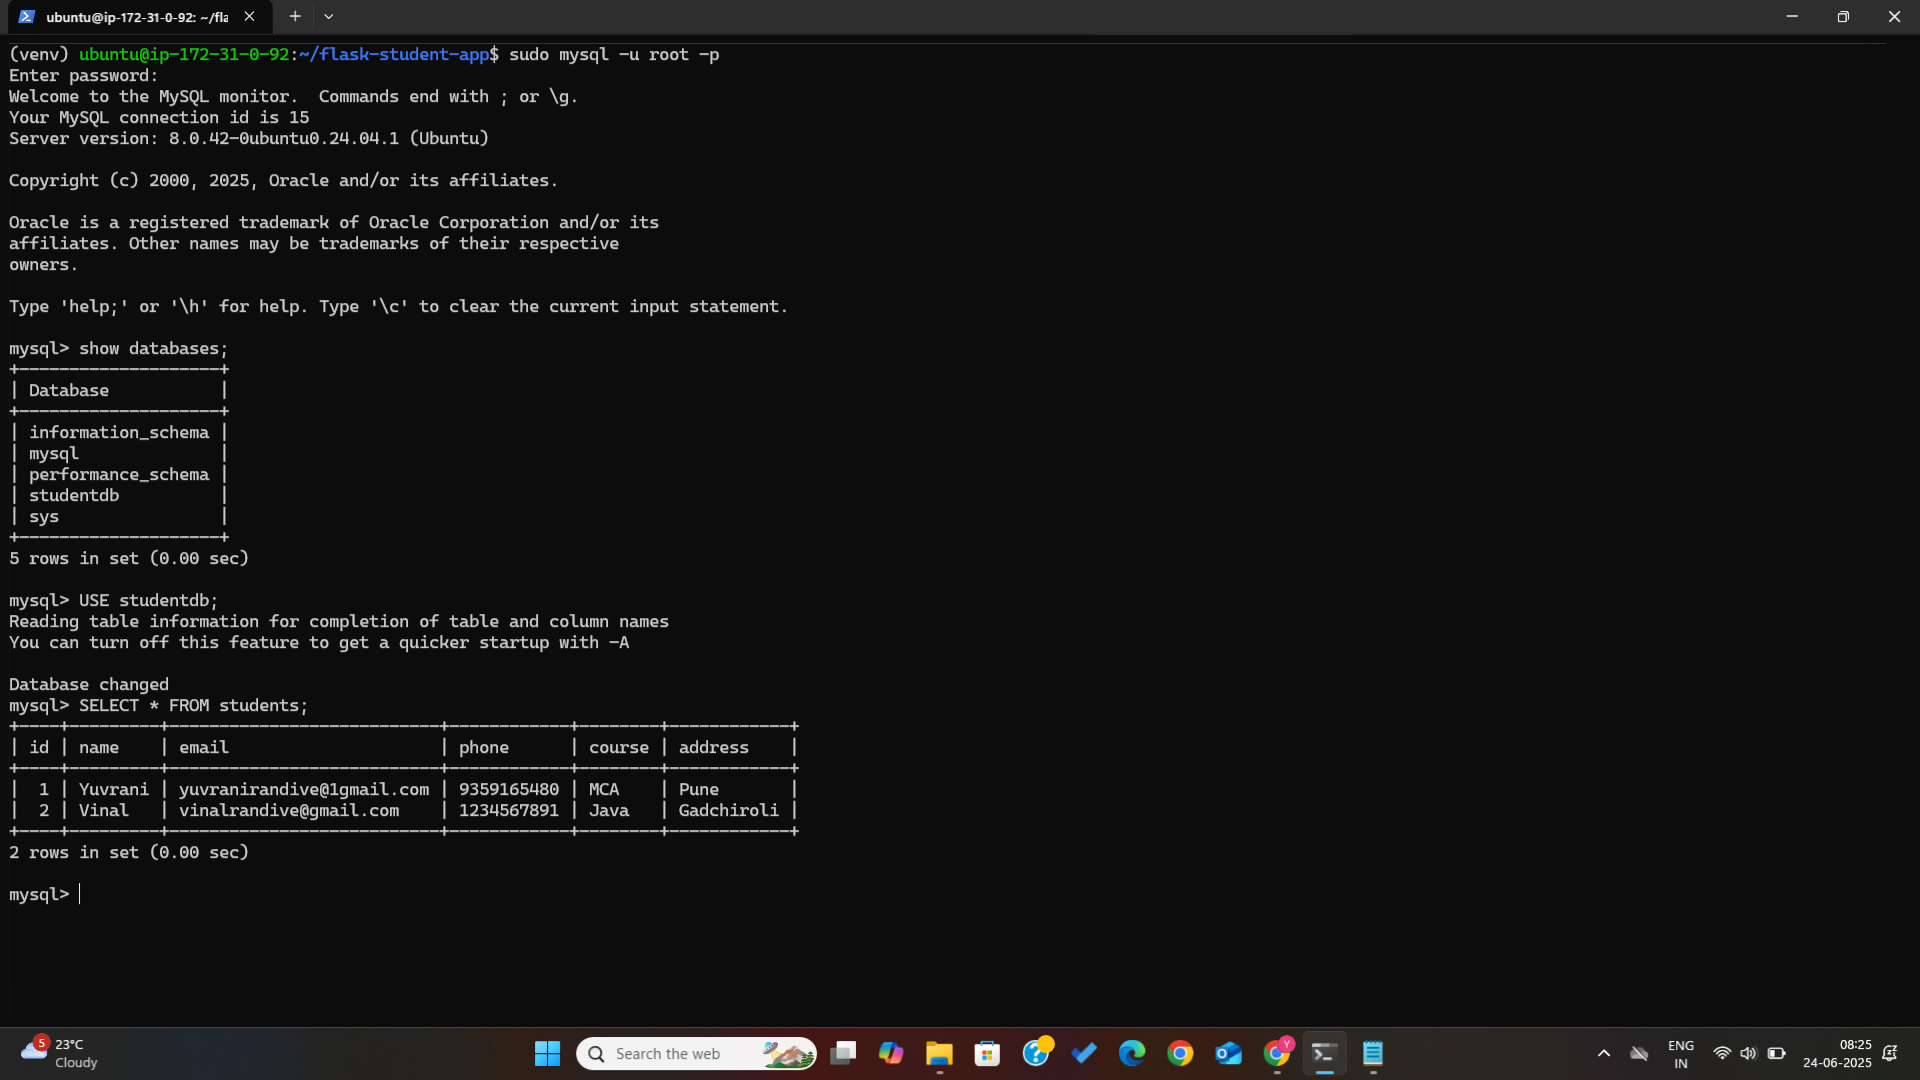 ubuntu@ip-172-31-0-92: ~/fla
(venv) ubuntu@ip-172-31-0-92:~/flask-student-app$ sudo mysql -u root -p
Enter password:
Welcome to the MySQL monitor.  Commands end with ; or \g.
Your MySQL connection id is 15
Server version: 8.0.42-0ubuntu0.24.04.1 (Ubuntu)
Copyright (c) 2000, 2025, Oracle and/or its affiliates.
Oracle is a registered trademark of Oracle Corporation and/or its
affiliates. Other names may be trademarks of their respective
owners.
Type 'help;' or '\h' for help. Type '\c' to clear the current input statement.
mysql> show databases;
+--------------------+
| Database           |
+--------------------+
| information_schema |
| mysql              |
| performance_schema |
| studentdb          |
| sys                |
+--------------------+
5 rows in set (0.00 sec)
mysql> USE studentdb;
Reading table information for completion of table and column names
You can turn off this feature to get a quicker startup with -A
Database changed
mysql> SELECT * FROM students;
+----+---------+---------------------------+------------+--------+------------+
| id | name    | email                     | phone      | course | address    |
+----+---------+---------------------------+------------+--------+------------+
|  1 | Yuvrani | yuvranirandive@1gmail.com | 9359165480 | MCA    | Pune       |
|  2 | Vinal   | vinalrandive@gmail.com    | 1234567891 | Java   | Gadchiroli |
+----+---------+---------------------------+------------+--------+------------+
2 rows in set (0.00 sec)
mysql>
5
23°C
Cloudy
Search the web
Y
ENG
IN
08:25
24-06-2025